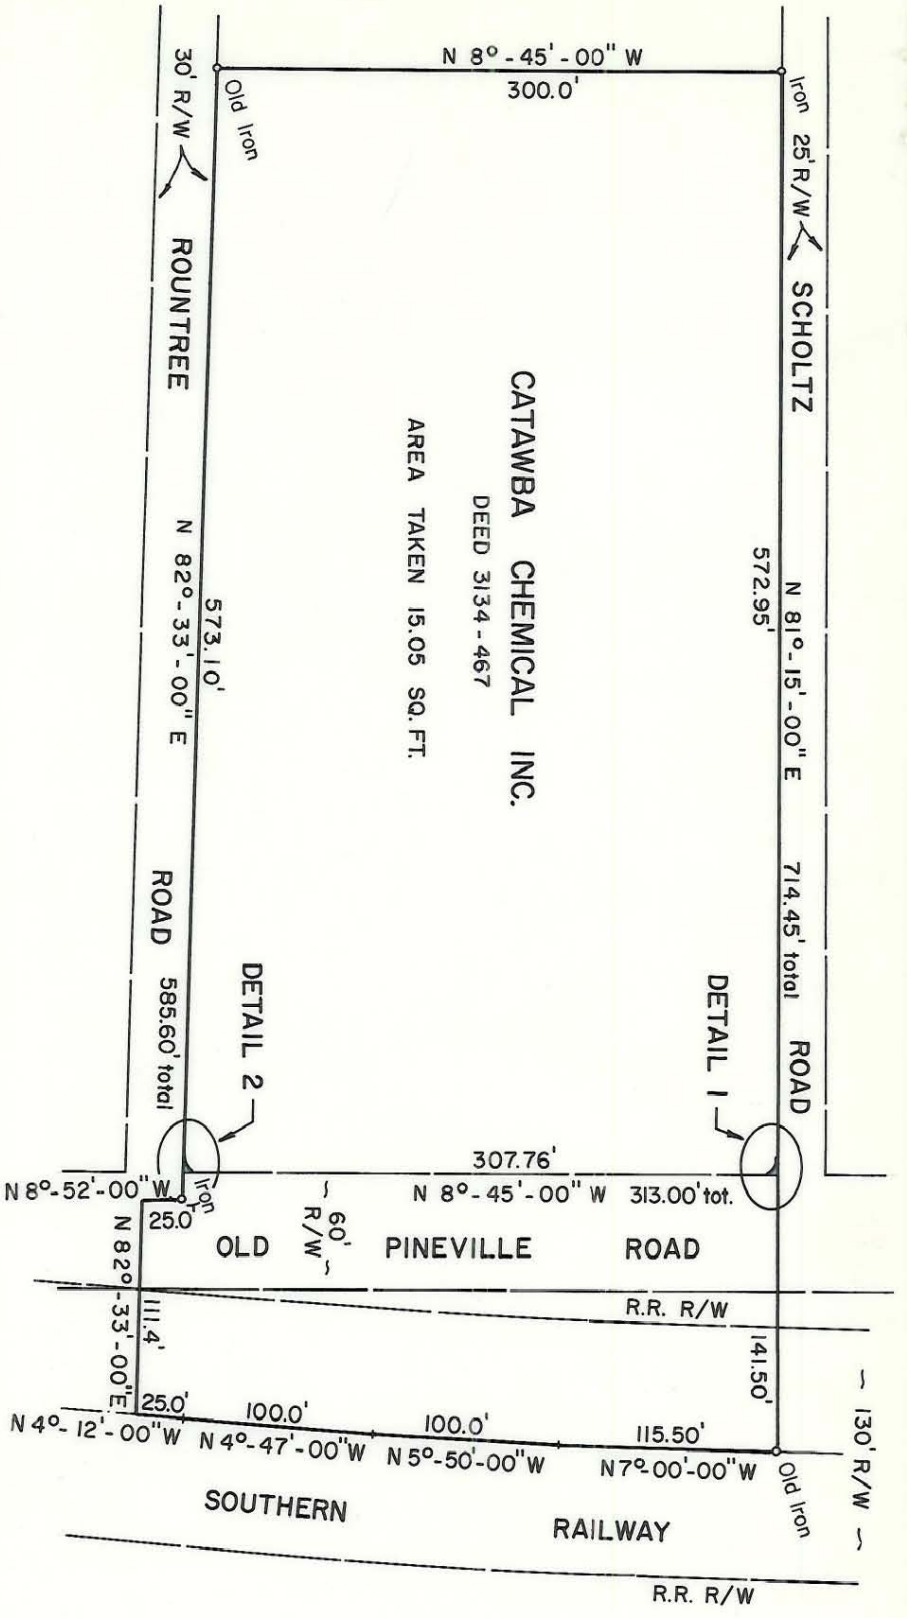 N 8°-45'-00" W
300.0'
Iron
25' R/W
SCHOLTZ
N 81°-15'-00" E
572.95'
714.45' total
ROAD
30' R/W
Old Iron
ROUNTREE
573.10'
N 82°-33'-00" E
ROAD
585.60' total
CATAWBA CHEMICAL INC.
DEED 3134-467
AREA TAKEN 15.05 SQ. FT.
DETAIL 1
DETAIL 2
307.76'
N 8°-45'-00" W 313.00' tot.
N 8°-52'-00" W
Iron
25.0'
60'
R/W
OLD PINEVILLE ROAD
R.R. R/W
N 82°-33'-00" E
111.4'
141.50'
~ 130' R/W ~
25.0'
100.0'
100.0'
115.50'
N 4°-12'-00" W
N 4°-47'-00" W
N 5°-50'-00" W
N 7°-00'-00" W
Old Iron
SOUTHERN RAILWAY
R.R. R/W